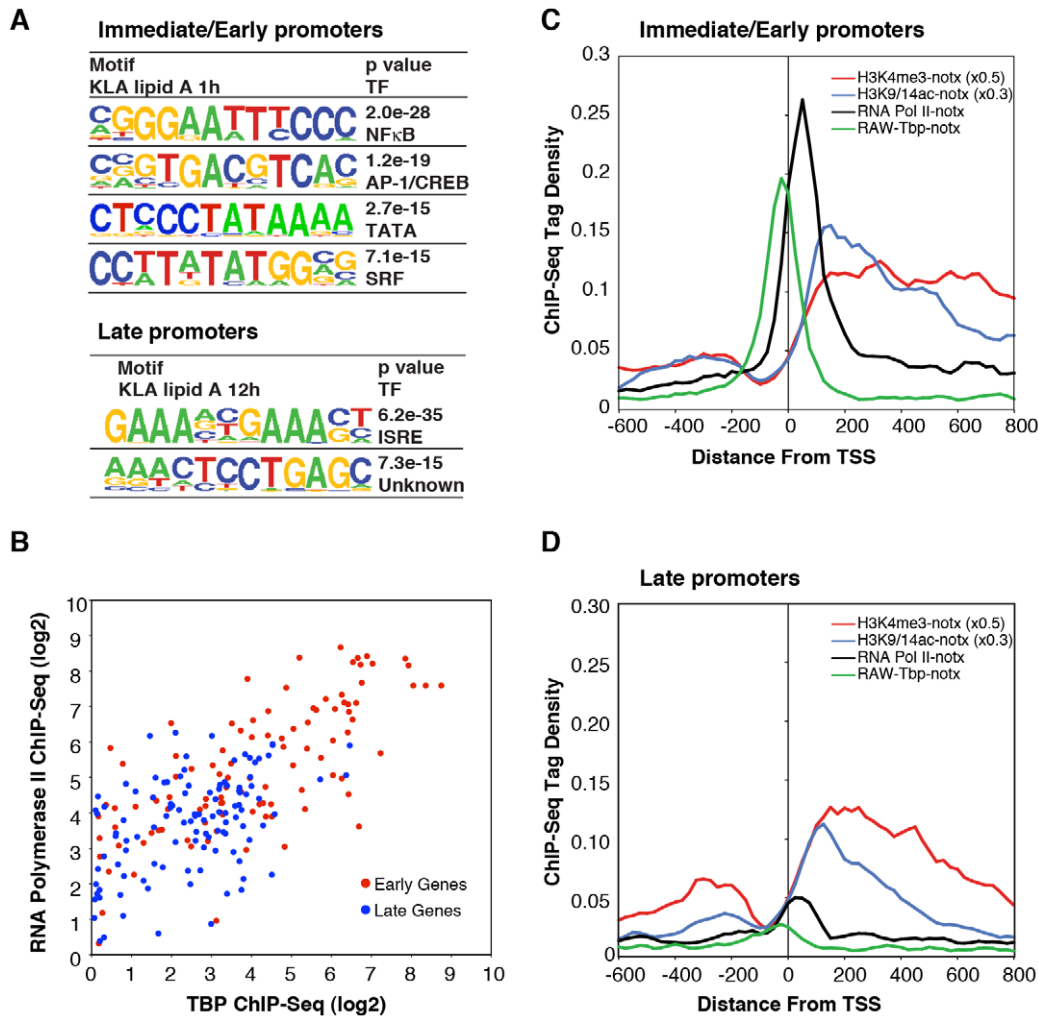 A
Immediate/Early promoters
Motif
KLA lipid A 1h
p value
TF
2.0e-28
NFκB
1.2e-19
AP-1/CREB
2.7e-15
TATA
7.1e-15
SRF
Late promoters
Motif
KLA lipid A 12h
p value
TF
6.2e-35
ISRE
7.3e-15
Unknown
B
RNA Polymerase II ChIP-Seq (log2)
10
9
8
7
6
5
4
3
2
1
0
Early Genes
Late Genes
0 1 2 3 4 5 6 7 8 9 10
TBP ChIP-Seq (log2)
C
Immediate/Early promoters
ChIP-Seq Tag Density
0.3
0.25
0.20
0.15
0.10
0.05
0
H3K4me3-notx (x0.5)
H3K9/14ac-notx (x0.3)
RNA Pol II-notx
RAW-Tbp-notx
-600 -400 -200 0 200 400 600 800
Distance From TSS
D
Late promoters
ChIP-Seq Tag Density
0.30
0.25
0.20
0.15
0.10
0.05
0
H3K4me3-notx (x0.5)
H3K9/14ac-notx (x0.3)
RNA Pol II-notx
RAW-Tbp-notx
-600 -400 -200 0 200 400 600 800
Distance From TSS